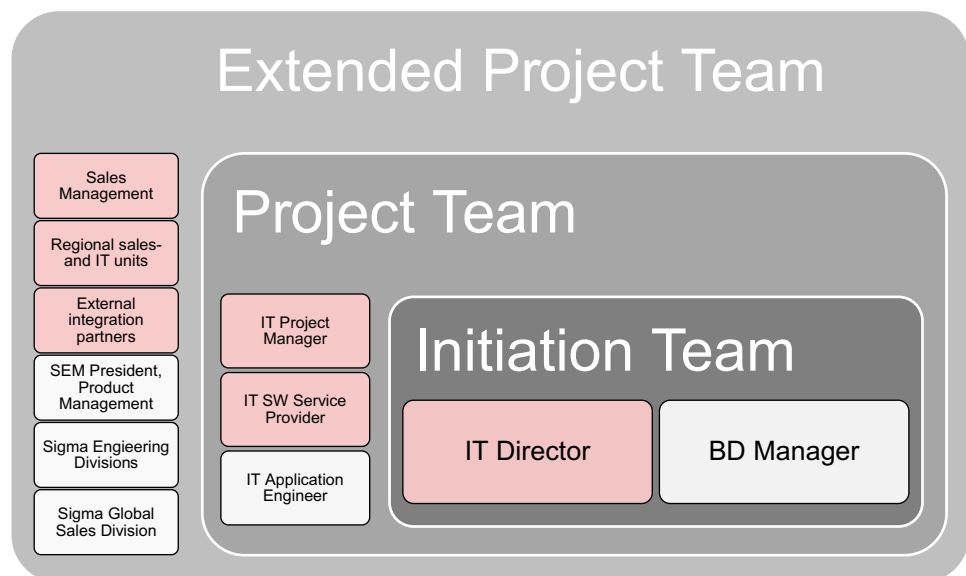 Extended Project Team
Sales
Management
Regional sales-
and IT units
External
integration
partners
SEM President,
Product
Management
Sigma Engieering
Divisions
Sigma Global
Sales Division
Project Team
IT Project
Manager
IT SW Service
Provider
IT Application
Engineer
Initiation Team
IT Director
BD Manager